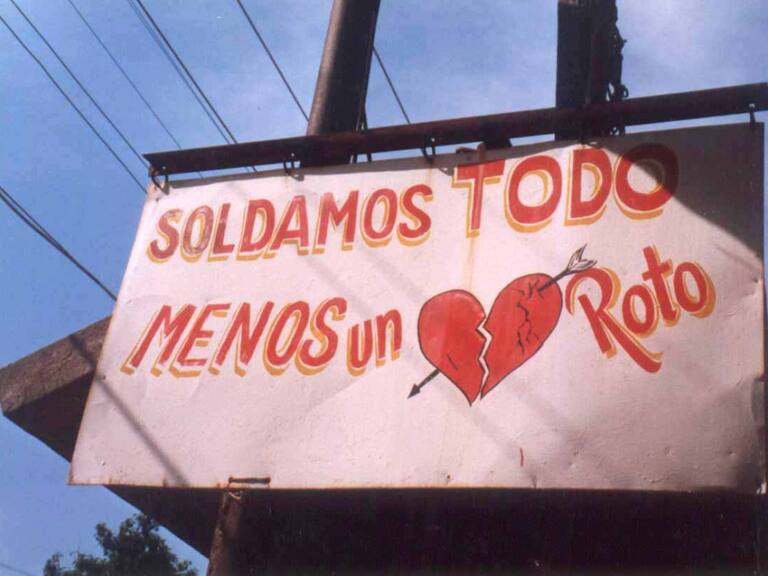 SOLDAMOS TODO
MENOS un Roto